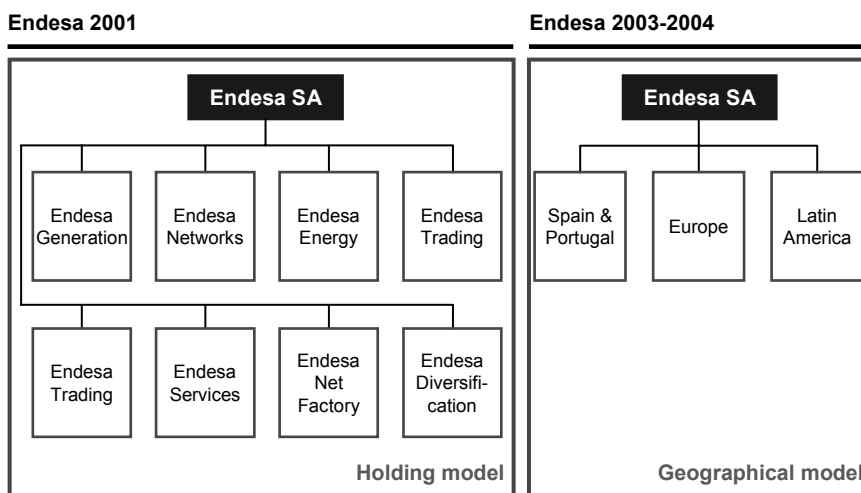 Endesa 2001
Endesa 2003-2004
Endesa SA
Endesa
Generation
Endesa
Networks
Endesa
Energy
Endesa
Trading
Endesa
Trading
Endesa
Services
Endesa
Net
Factory
Endesa
Diversifi-
cation
Holding model
Endesa SA
Spain &
Portugal
Europe
Latin
America
Geographical model